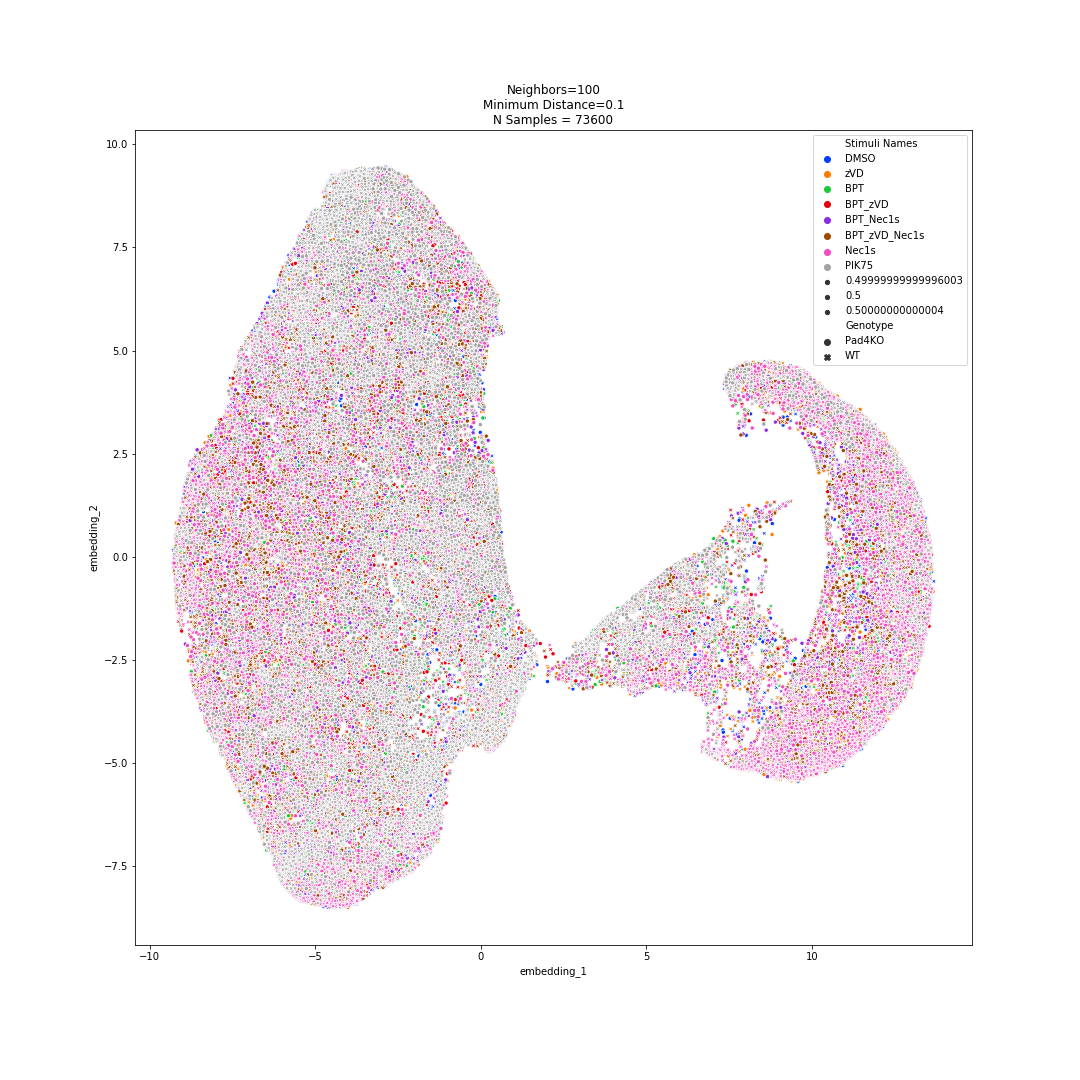 Neighbors=100
Minimum Distance=0.1
N Samples = 73600
Stimuli Names
DMSO
zVD
BPT
BPT_zVD
BPT_Nec1s
BPT_zVD_Nec1s
Nec1s
PIK75
0.49999999999996003
0.5
0.50000000000004
Genotype
Pad4KO
WT
10.0
7.5
5.0
2.5
0.0
−2.5
−5.0
−7.5
embedding_2
−10
−5
0
5
10
embedding_1